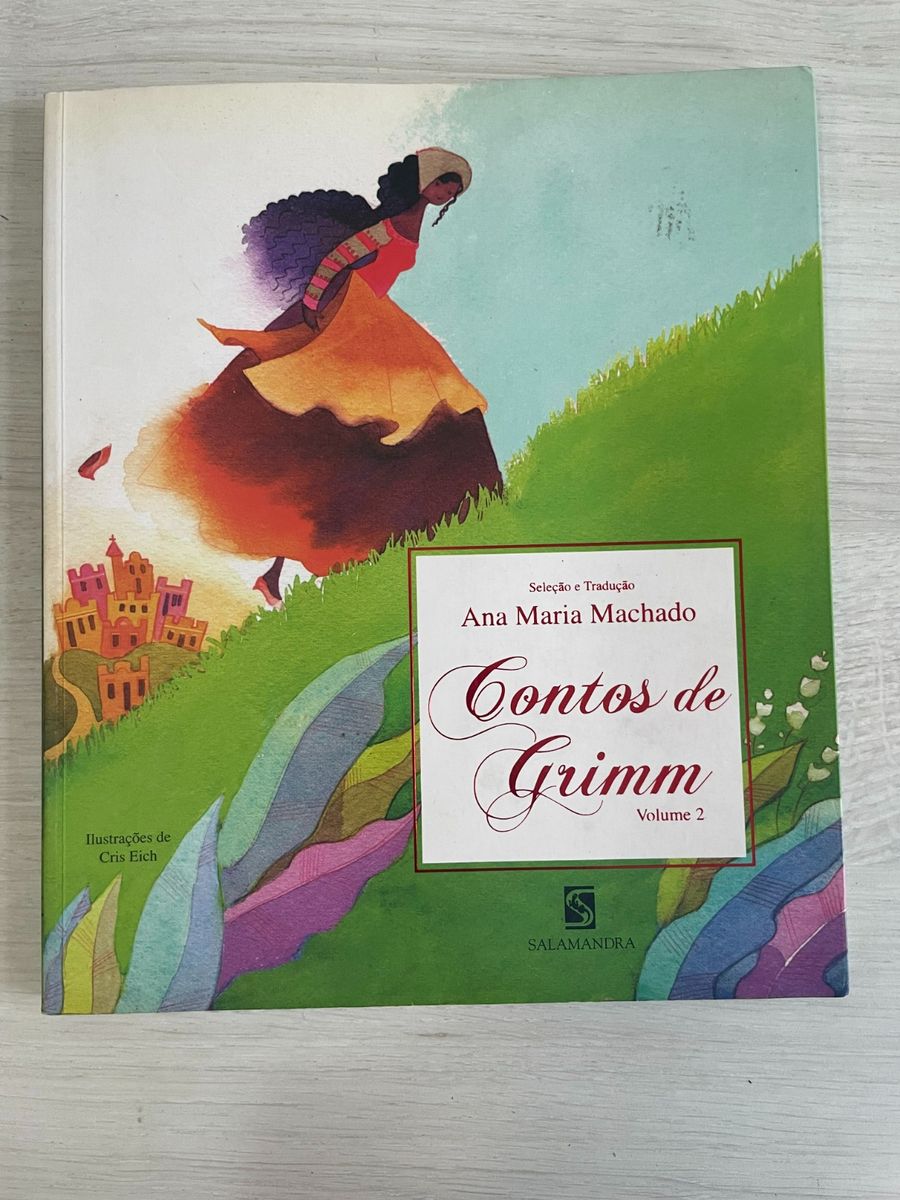 Seleção e Tradução
Ana Maria Machado
Contos de
Grimm
Volume 2
Ilustrações de
Cris Eich
SALAMANDRA